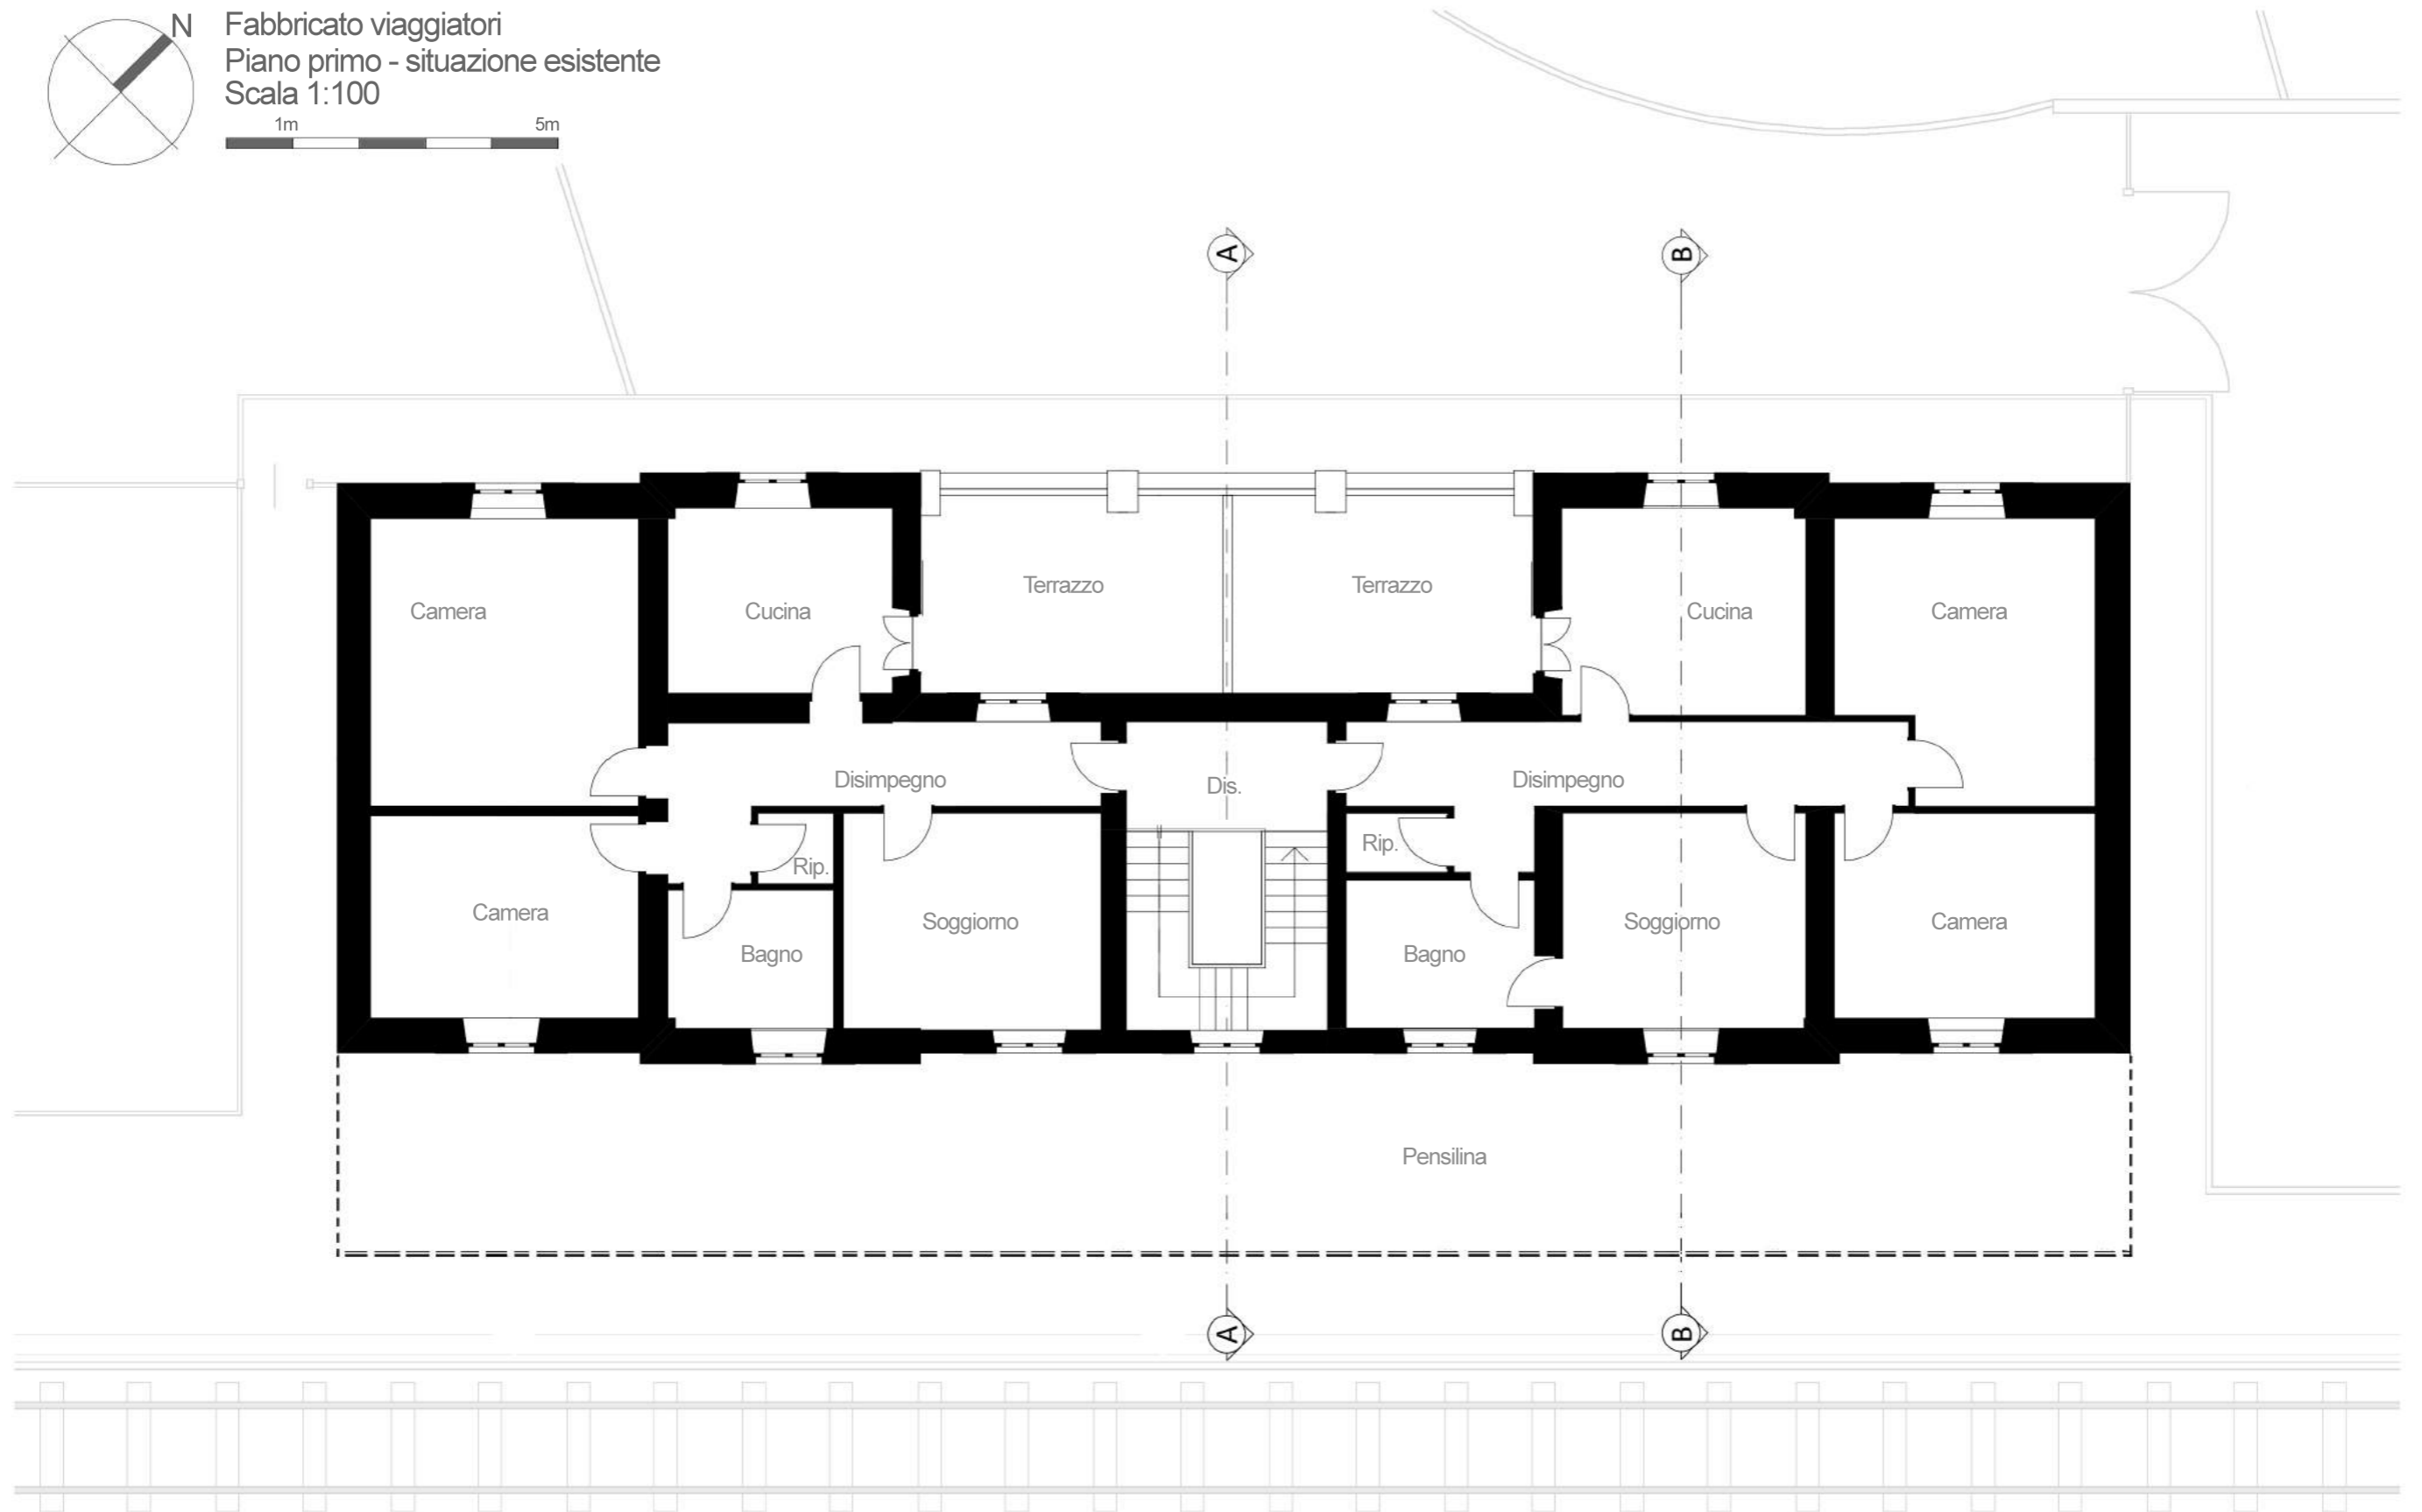 N
Fabbricato viaggiatori
Piano primo - situazione esistente
Scala 1:100
1m 5m
A B
Terrazzo Terrazzo
Camera Cucina Cucina Camera
Disimpegno Dis. Disimpegno
Rip. Rip.
Camera Soggiorno Soggiorno Camera
Bagno Bagno
Pensilina
A B